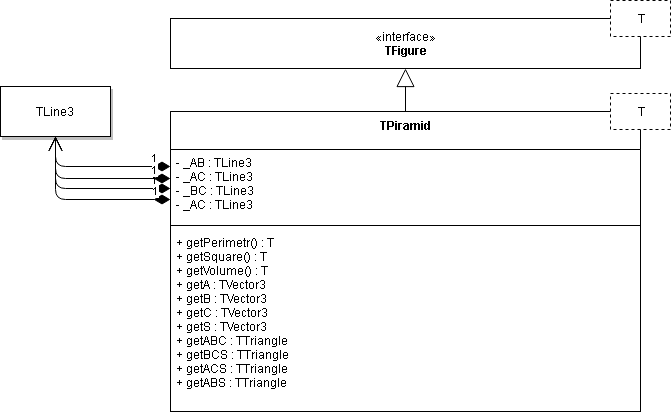 T
«interface»
TFigure
TLine3
T
TPiramid
1
1
1
1
- _AB : TLine3
- _AC : TLine3
- _BC : TLine3
- _AC : TLine3
+ getPerimetr() : T
+ getSquare() : T
+ getVolume() : T
+ getA : TVector3
+ getB : TVector3
+ getC : TVector3
+ getS : TVector3
+ getABC : TTriangle
+ getBCS : TTriangle
+ getACS : TTriangle
+ getABS : TTriangle